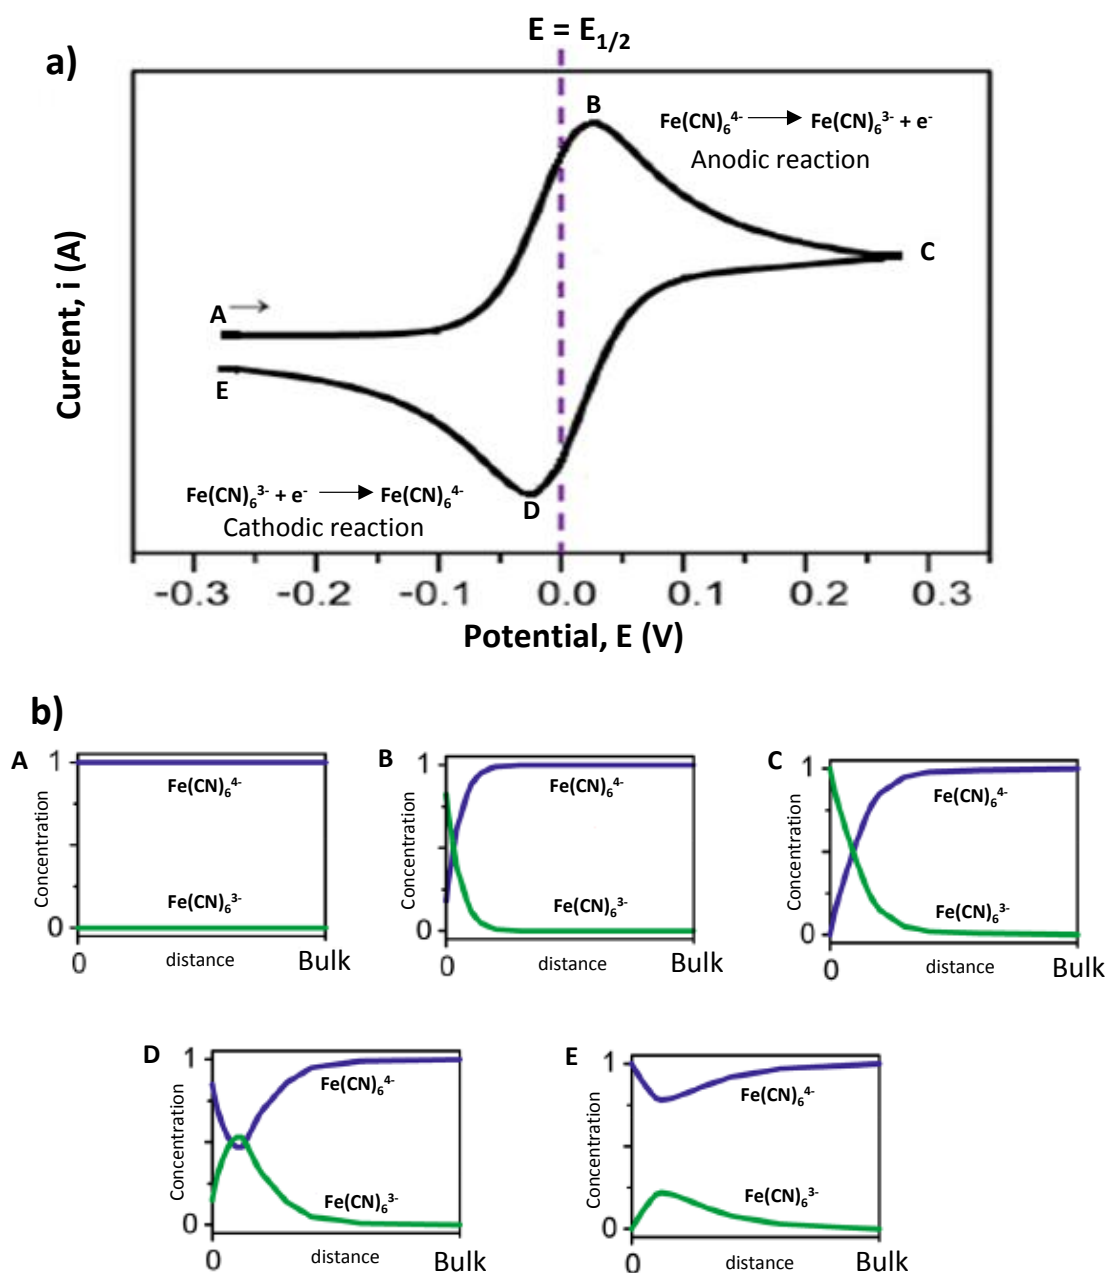 E = E1/2
a)
B
Fe(CN)6^4- → Fe(CN)6^3- + e-
Anodic reaction
Current, i (A)
C
A →
E
Fe(CN)6^3- + e- → Fe(CN)6^4-
Cathodic reaction
D
-0.3 -0.2 -0.1 0.0 0.1 0.2 0.3
Potential, E (V)
b)
A
1
Concentration
Fe(CN)6^4-
Fe(CN)6^3-
0
0 distance Bulk
B
1
Concentration
Fe(CN)6^4-
Fe(CN)6^3-
0
0 distance Bulk
C
1
Concentration
Fe(CN)6^4-
Fe(CN)6^3-
0
0 distance Bulk
D
1
Concentration
Fe(CN)6^4-
Fe(CN)6^3-
0
0 distance Bulk
E
1
Concentration
Fe(CN)6^4-
Fe(CN)6^3-
0
0 distance Bulk